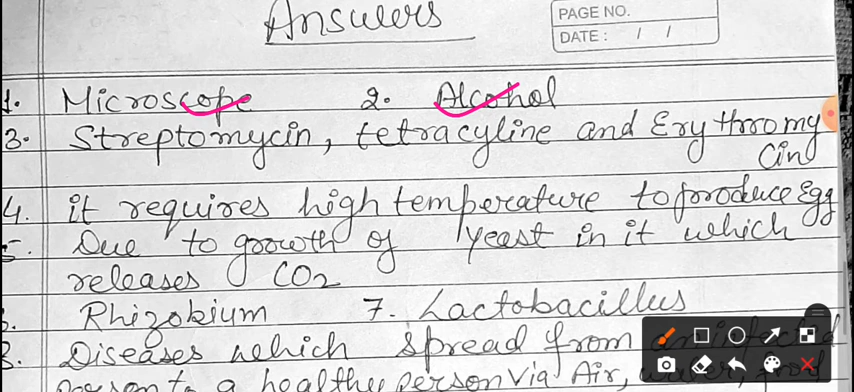 Answers
PAGE NO.
DATE : / /
1. Microscope 2. Alcohol
3. Streptomycin, tetracyline and Erythromy
cin
4. it requires high temperature to produce Egg
5. Due to growth of yeast in it which
releases CO2
Rhizobium 7. Lactobacillus
Diseases which spread from
person to a healthy person Via Air,